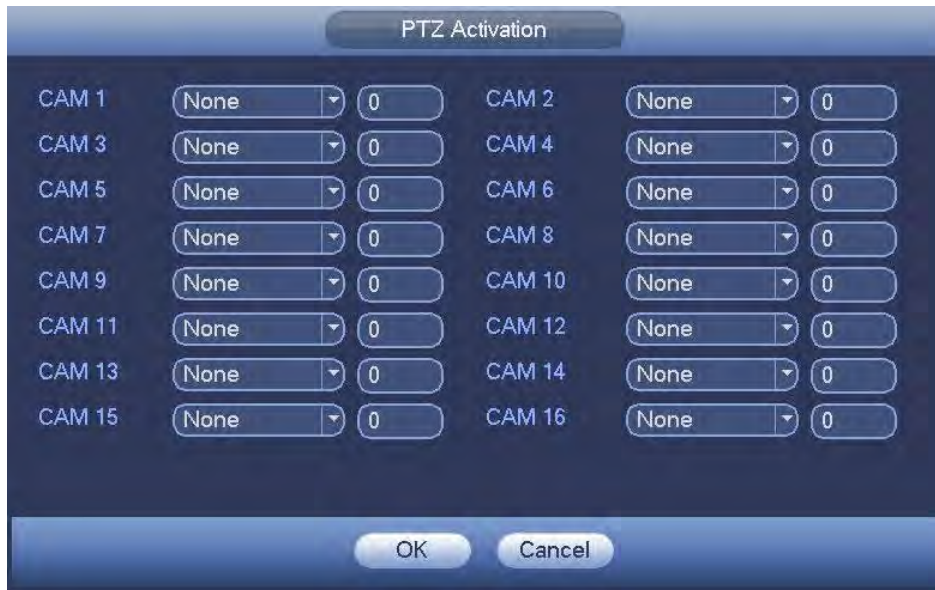 PTZ Activation
CAM 1 None 0 CAM 2 None 0
CAM 3 None 0 CAM 4 None 0
CAM 5 None 0 CAM 6 None 0
CAM 7 None 0 CAM 8 None 0
CAM 9 None 0 CAM 10 None 0
CAM 11 None 0 CAM 12 None 0
CAM 13 None 0 CAM 14 None 0
CAM 15 None 0 CAM 16 None 0
OK Cancel